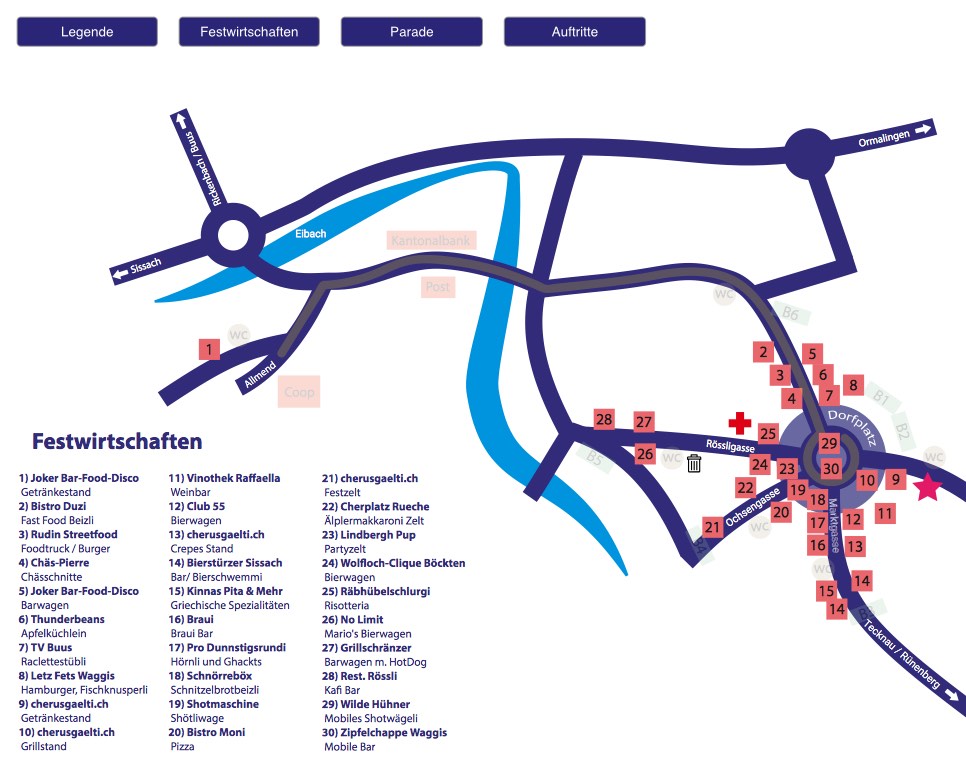 Legende
Festwirtschaften
Parade
Auftritte
Rickenbach / Buus
Ormalingen
Eibach
Sissach
Kantonalbank
Post
WC
B6
WC
1
Allmend
Coop
2
5
3
6
8
4
7
B1
Dorfplatz
B2
28
27
25
29
Rössligasse
26
B5
WC
24
23
30
10
9
WC
22
19
18
Ochsengasse
20
11
21
WC
17
Marktgasse
12
16
13
WC
14
15
14
Tecknau / Rünenberg
Festwirtschaften
1) Joker Bar-Food-Disco
Getränkestand
2) Bistro Duzi
Fast Food Beizli
3) Rudin Streetfood
Foodtruck / Burger
4) Chäs-Pierre
Chässchnitte
5) Joker Bar-Food-Disco
Barwagen
6) Thunderbeans
Apfelküchlein
7) TV Buus
Raclettestübli
8) Letz Fets Waggis
Hamburger, Fischknusperli
9) cherusgaelti.ch
Getränkestand
10) cherusgaelti.ch
Grillstand
11) Vinothek Raffaella
Weinbar
12) Club 55
Bierwagen
13) cherusgaelti.ch
Crepes Stand
14) Bierstürzer Sissach
Bar/ Bierschwemmi
15) Kinnas Pita & Mehr
Griechische Spezialitäten
16) Braui
Braui Bar
17) Pro Dunnstigsrundi
Hörnli und Ghackts
18) Schnörreböx
Schnitzelbrotbeizli
19) Shotmaschine
Shötliwage
20) Bistro Moni
Pizza
21) cherusgaelti.ch
Festzelt
22) Cherplatz Rueche
Älplermakkaroni Zelt
23) Lindbergh Pup
Partyzelt
24) Wolfloch-Clique Böckten
Bierwagen
25) Räbhübelschlurgi
Risotteria
26) No Limit
Mario's Bierwagen
27) Grillschränzer
Barwagen m. HotDog
28) Rest. Rössli
Kafi Bar
29) Wilde Hühner
Mobiles Shotwägeli
30) Zipfelchappe Waggis
Mobile Bar